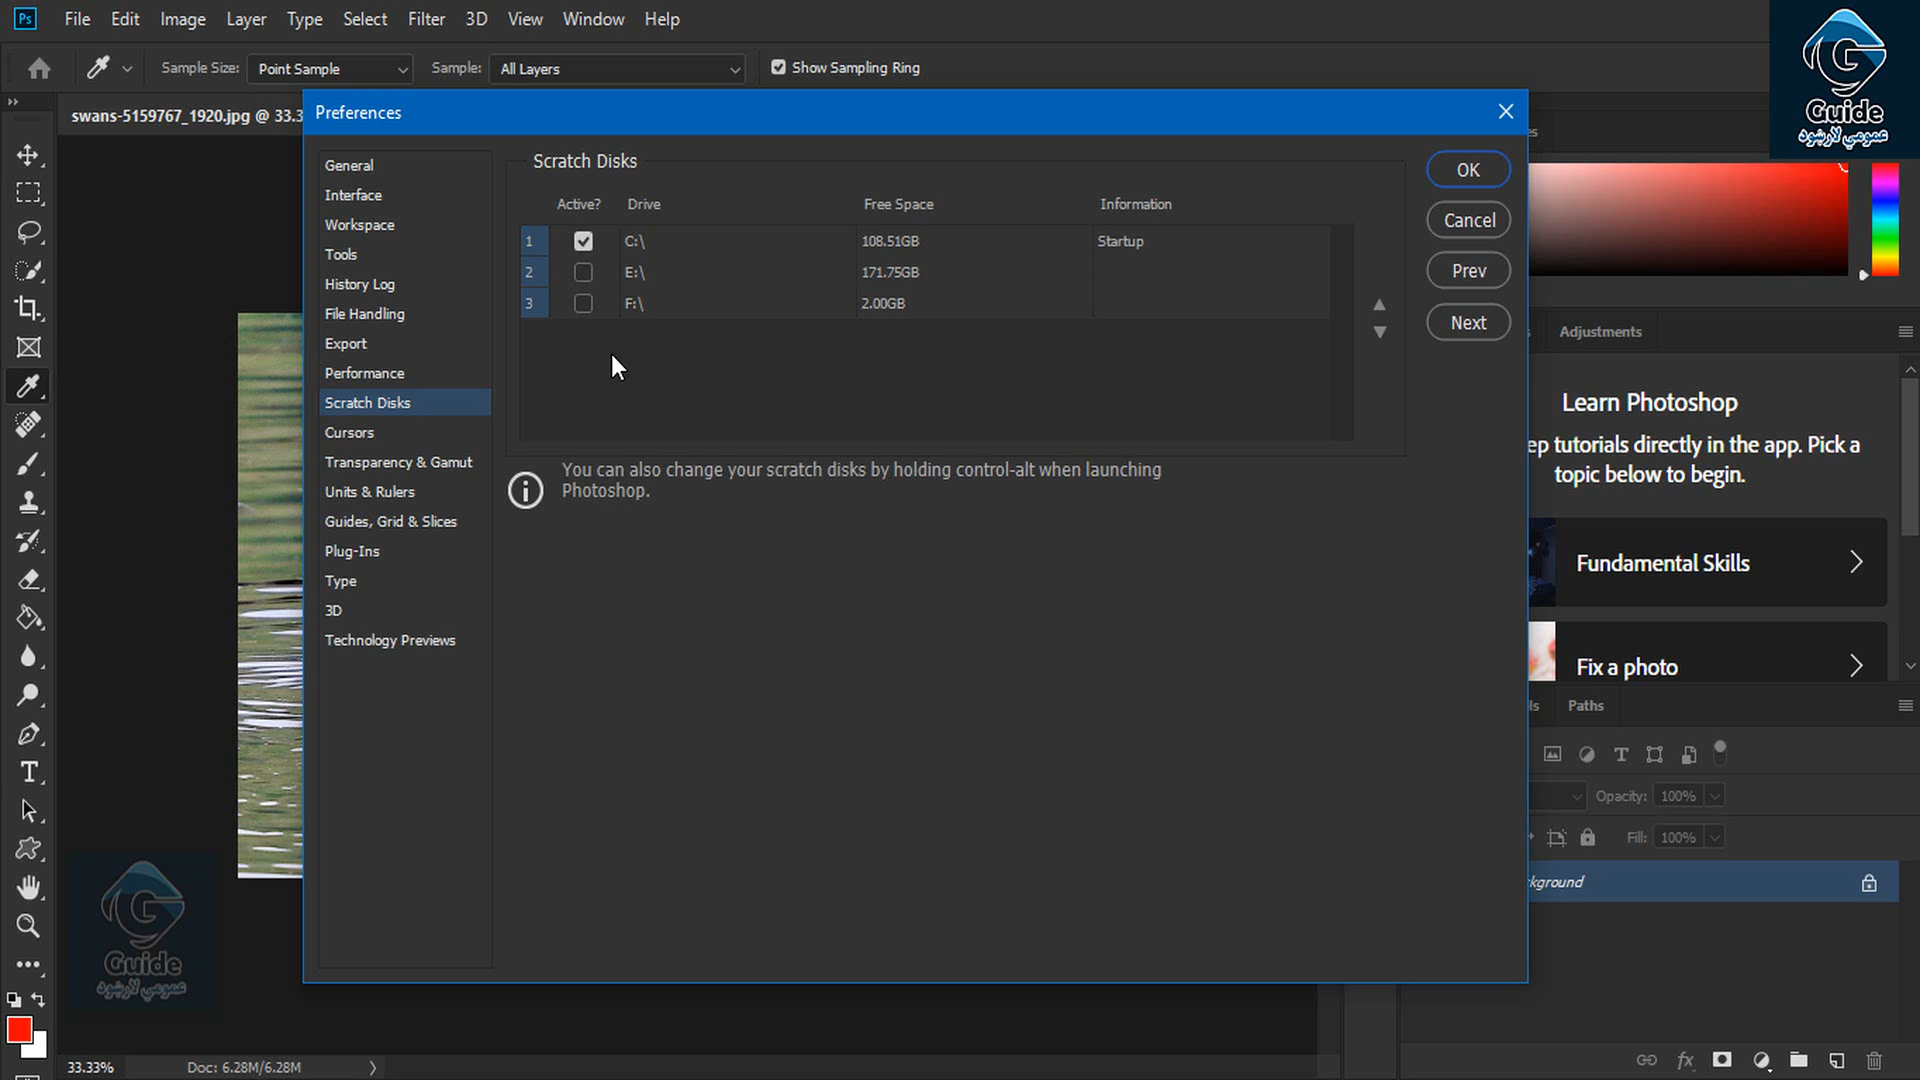 Ps File Edit Image Layer Type Select Filter 3D View Window Help
Sample Size: Point Sample Sample: All Layers Show Sampling Ring
Guide
عمومي لارښود
swans-5159767_1920.jpg @ 33.3
Preferences
General
Interface
Workspace
Tools
History Log
File Handling
Export
Performance
Scratch Disks
Cursors
Transparency & Gamut
Units & Rulers
Guides, Grid & Slices
Plug-Ins
Type
3D
Technology Previews
Scratch Disks
Active? Drive Free Space Information
1 C:\ 108.51GB Startup
2 E:\ 171.75GB
3 F:\ 2.00GB
You can also change your scratch disks by holding control-alt when launching
Photoshop.
OK
Cancel
Prev
Next
Adjustments
Learn Photoshop
ep tutorials directly in the app. Pick a
topic below to begin.
Fundamental Skills
Fix a photo
ls Paths
Opacity: 100%
Fill: 100%
kground
Guide
عمومي لارښود
33.33% Doc: 6.28M/6.28M